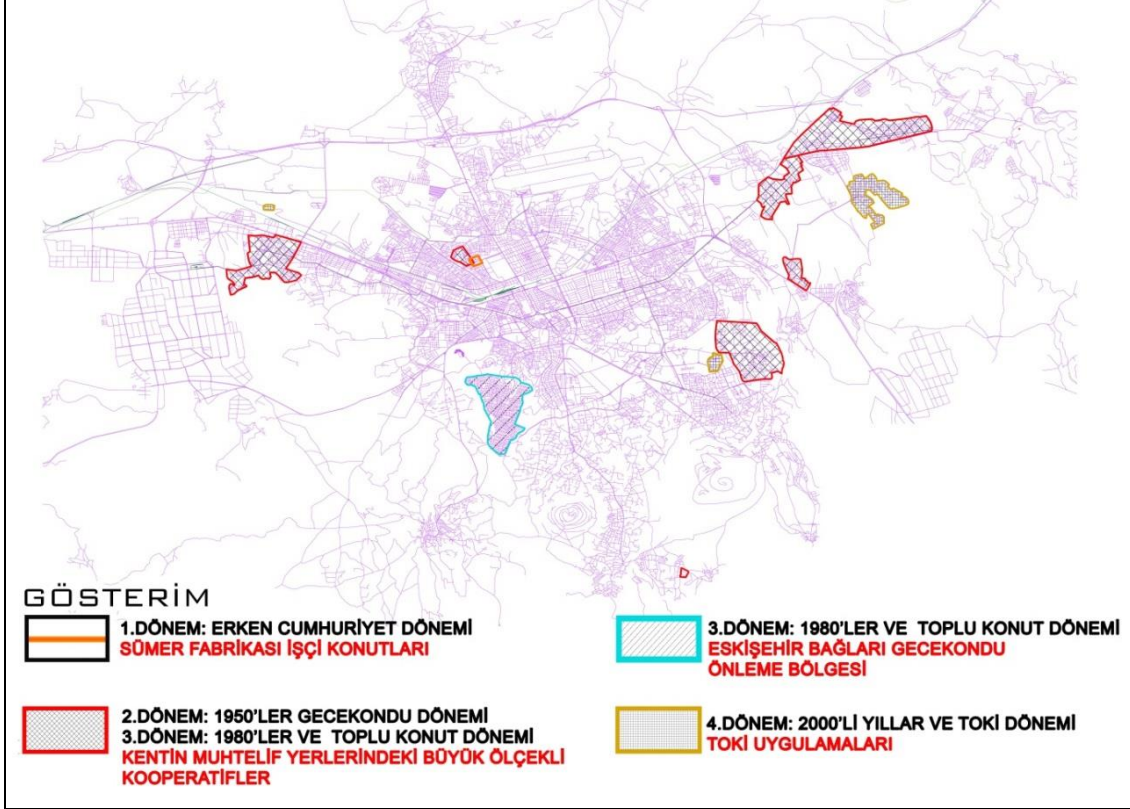 GÖSTERİM
1.DÖNEM: ERKEN CUMHURİYET DÖNEMİ
SÜMER FABRİKASI İŞÇİ KONUTLARI
2.DÖNEM: 1950'LER GECEKONDU DÖNEMİ
3.DÖNEM: 1980'LER VE TOPLU KONUT DÖNEMİ
KENTİN MUHTELİF YERLERİNDEKİ BÜYÜK ÖLÇEKLİ
KOOPERATİFLER
3.DÖNEM: 1980'LER VE TOPLU KONUT DÖNEMİ
ESKİŞEHİR BAĞLARI GECEKONDU
ÖNLEME BÖLGESİ
4.DÖNEM: 2000'Lİ YILLAR VE TOKİ DÖNEMİ
TOKİ UYGULAMALARI